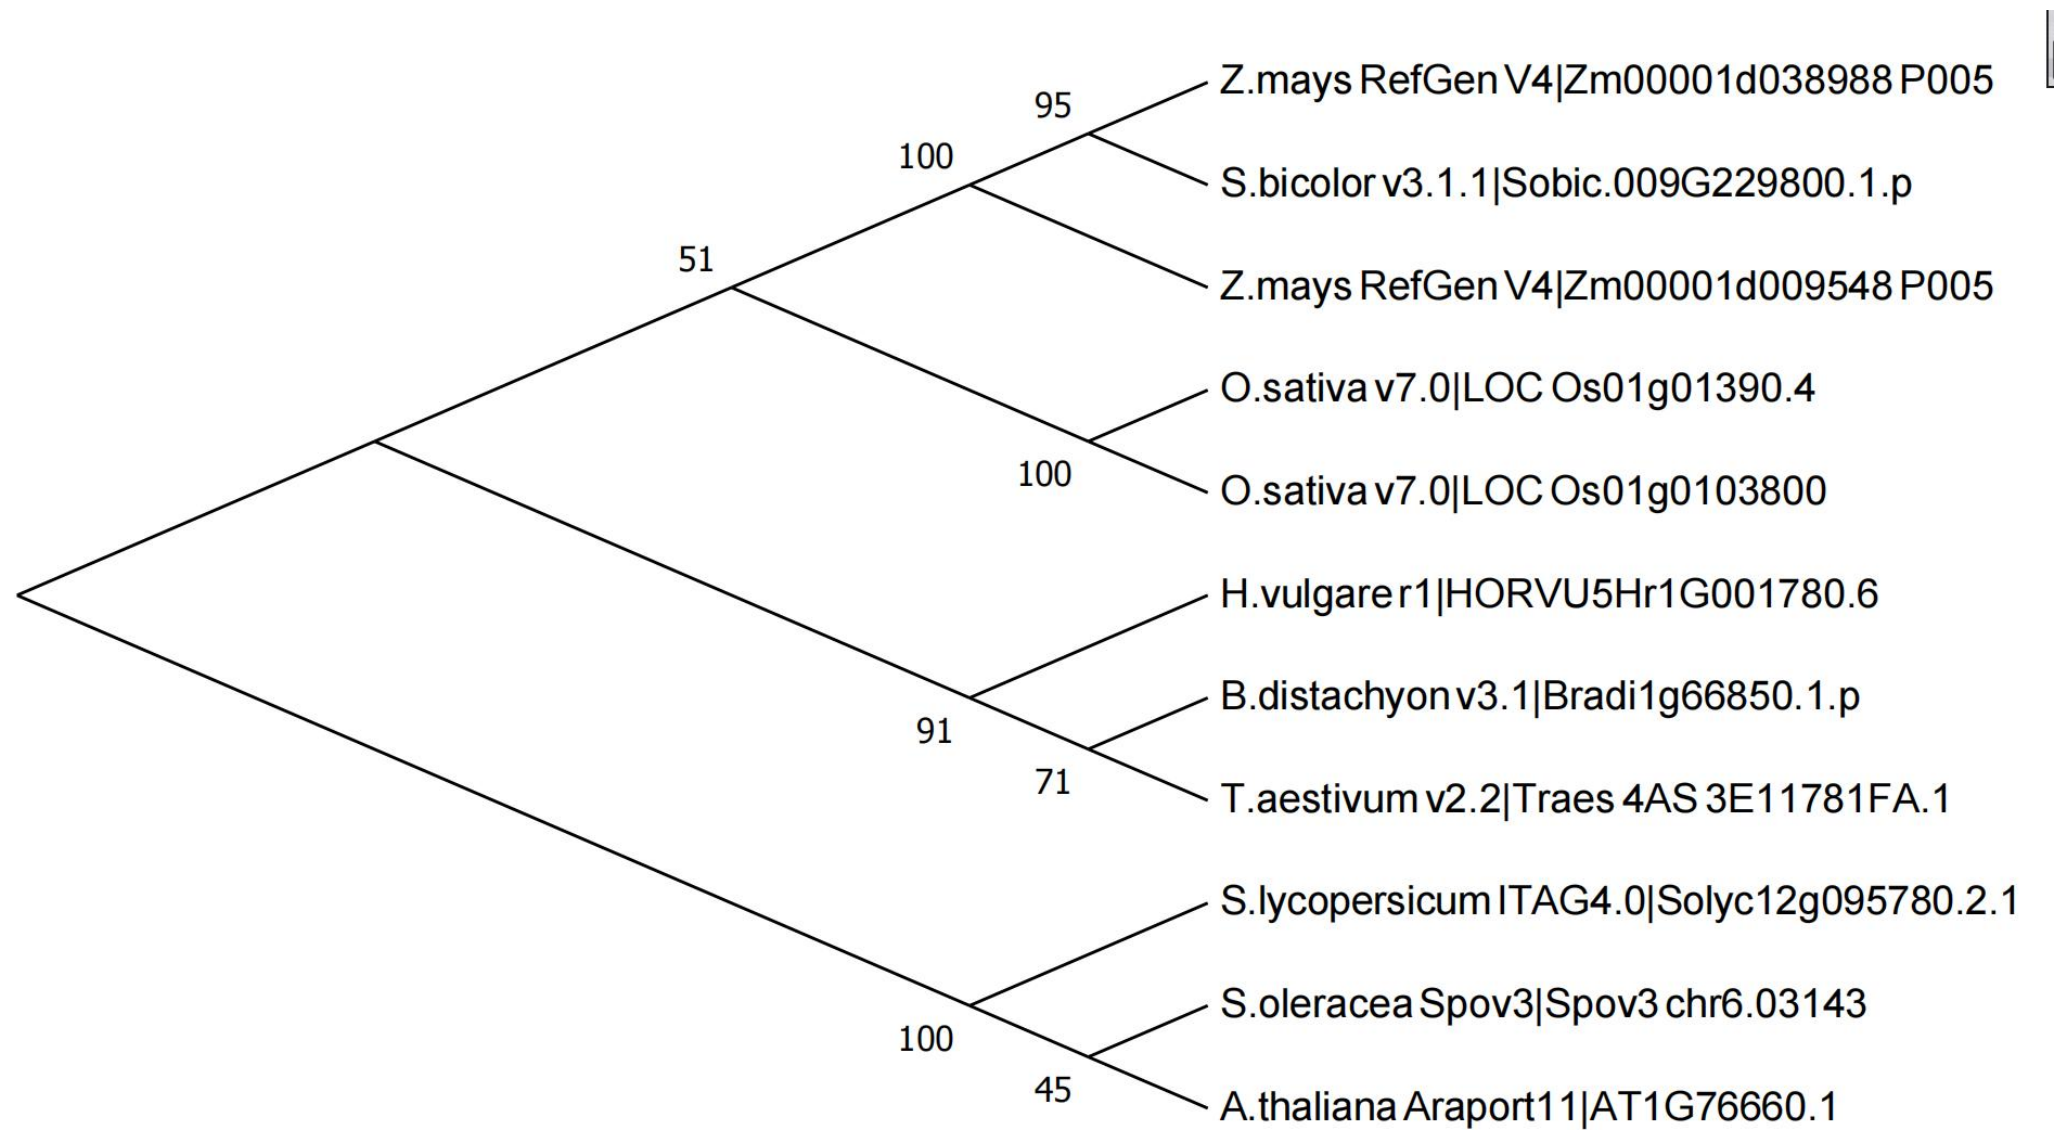 95
Z.mays RefGen V4|Zm00001d038988 P005
100
S.bicolor v3.1.1|Sobic.009G229800.1.p
51
Z.mays RefGen V4|Zm00001d009548 P005
O.sativa v7.0|LOC Os01g01390.4
100
O.sativa v7.0|LOC Os01g0103800
H.vulgare r1|HORVU5Hr1G001780.6
B.distachyon v3.1|Bradi1g66850.1.p
91
71
T.aestivum v2.2|Traes 4AS 3E11781FA.1
S.lycopersicum ITAG4.0|Solyc12g095780.2.1
S.oleracea Spov3|Spov3 chr6.03143
100
45
A.thaliana Araport11|AT1G76660.1